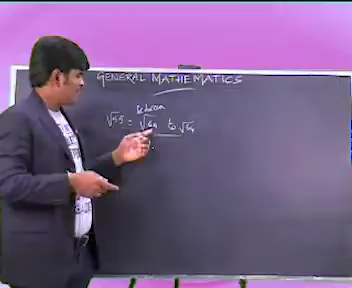 GENERAL MATHEMATICS
between
√55 = √49 to √64